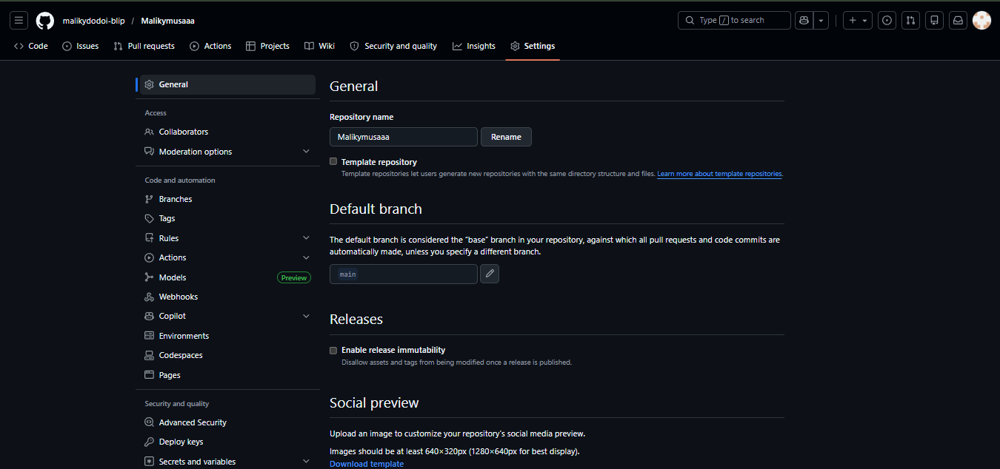 malikydodoi-blip / Malikymusaaa
Type / to search
Code
Issues
Pull requests
Actions
Projects
Wiki
Security and quality
Insights
Settings
General
Access
Collaborators
Moderation options
Code and automation
Branches
Tags
Rules
Actions
Models Preview
Webhooks
Copilot
Environments
Codespaces
Pages
Security and quality
Advanced Security
Deploy keys
Secrets and variables
General
Repository name
Malikymusaaa Rename
Template repository
Template repositories let users generate new repositories with the same directory structure and files. Learn more about template repositories.
Default branch
The default branch is considered the “base” branch in your repository, against which all pull requests and code commits are
automatically made, unless you specify a different branch.
main
Releases
Enable release immutability
Disallow assets and tags from being modified once a release is published.
Social preview
Upload an image to customize your repository’s social media preview.
Images should be at least 640×320px (1280×640px for best display).
Download template